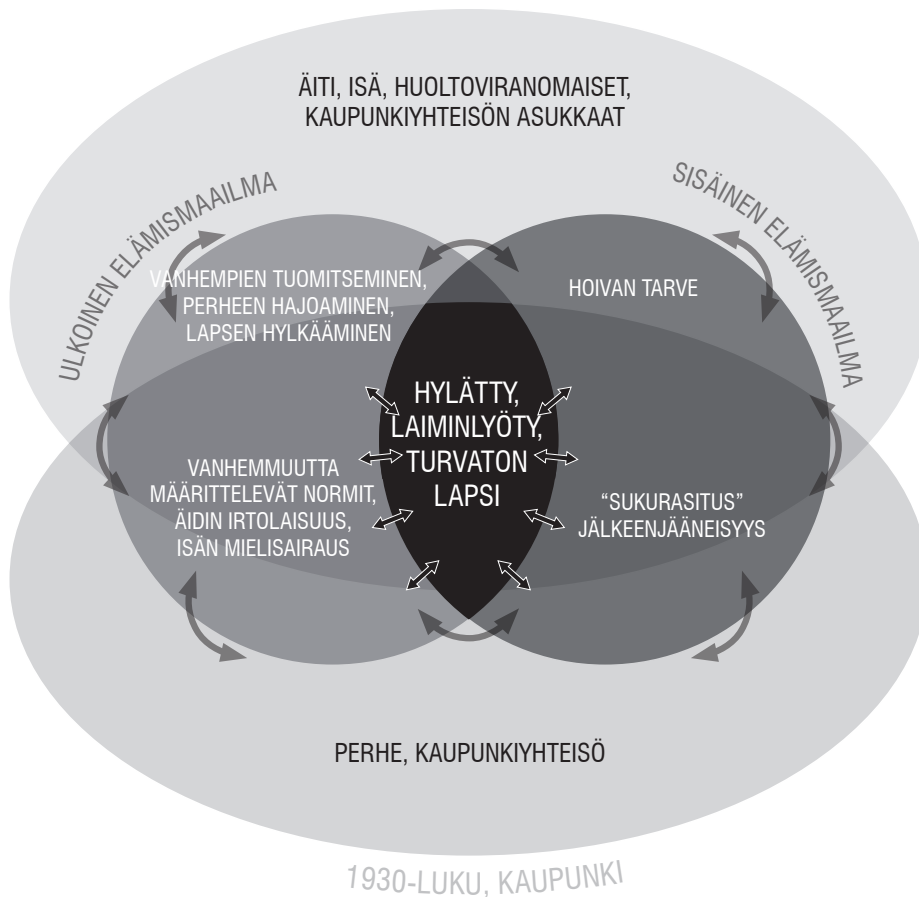 ÄITI, ISÄ, HUOLTOVIRANOMAISET,
KAUPUNKIYHTEISÖN ASUKKAAT
ULKOINEN ELÄMISMAAILMA
SISÄINEN ELÄMISMAAILMA
VANHEMPIEN TUOMITSEMINEN,
PERHEEN HAJOAMINEN,
LAPSEN HYLKÄÄMINEN
HOIVAN TARVE
HYLÄTTY,
LAIMINLYÖTY,
TURVATON
LAPSI
VANHEMMUUTTA
MÄÄRITTELEVÄT NORMIT,
ÄIDIN IRTOLAISUUS,
ISÄN MIELISAIRAUS
“SUKURASITUS”
JÄLKEENJÄÄNEISYYS
PERHE, KAUPUNKIYHTEISÖ
1930-LUKU, KAUPUNKI